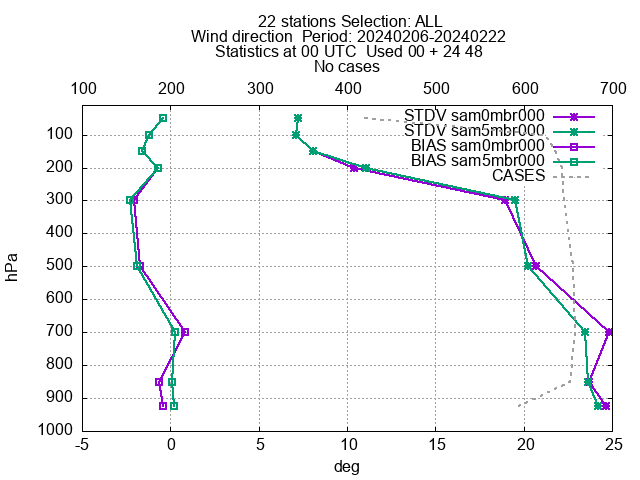 22 stations Selection: ALL
Wind direction  Period: 20240206-20240222
Statistics at 00 UTC  Used 00 + 24 48
No cases
100 200 300 400 500 600 700
STDV sam0mbr000
STDV sam5mbr000
BIAS sam0mbr000
BIAS sam5mbr000
CASES
100
200
300
400
500
600
700
800
900
1000
hPa
-5 0 5 10 15 20 25
deg